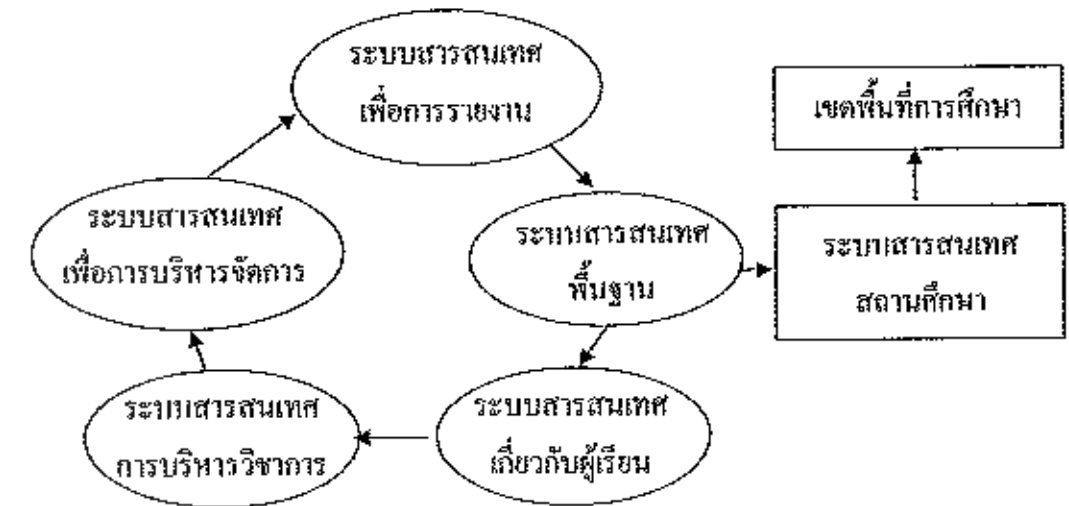 ระบบสารสนเทศ
เพื่อการรายงาน
เขตพื้นที่การศึกษา
ระบบสารสนเทศ
เพื่อการบริหารจัดการ
ระบบสารสนเทศ
พื้นฐาน
ระบบสารสนเทศ
สถานศึกษา
ระบบสารสนเทศ
การบริหารวิชาการ
ระบบสารสนเทศ
เกี่ยวกับผู้เรียน